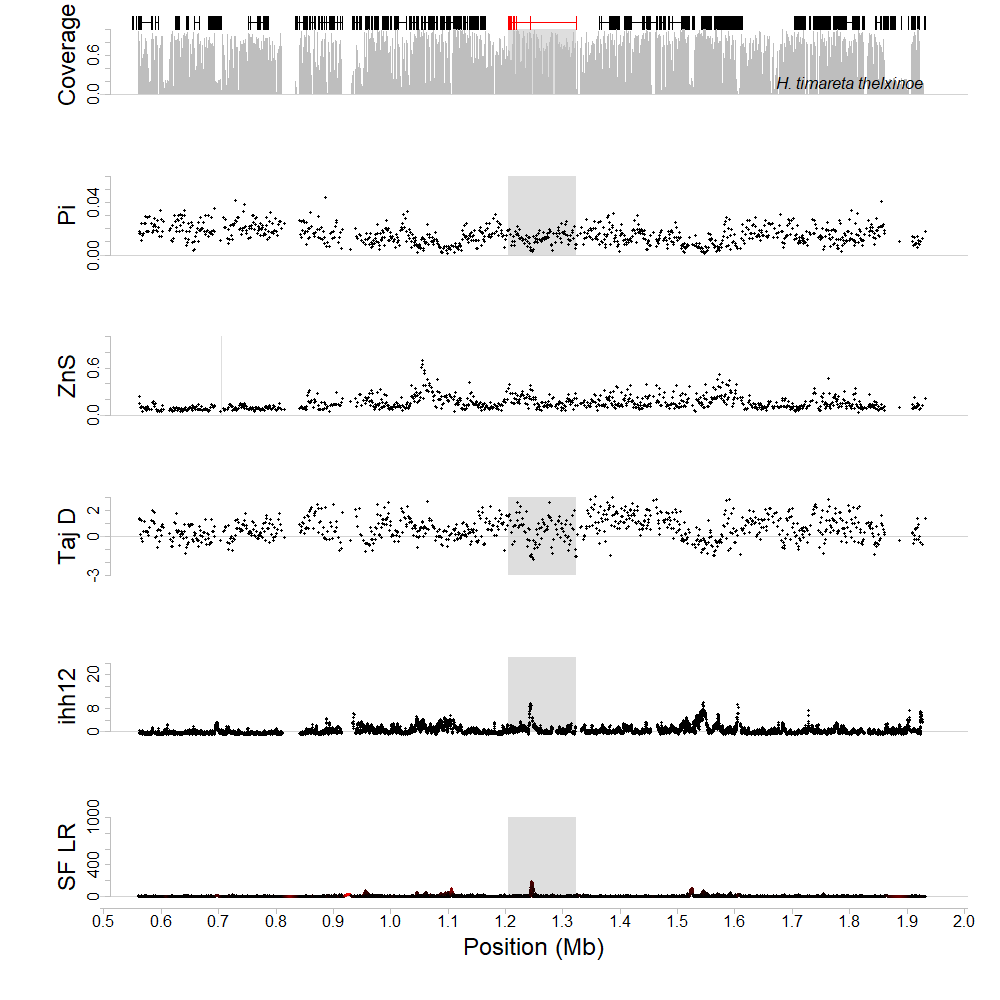 Coverage
0.6
0.0
H. timareta thelxinoe
Pi
0.04
0.00
ZnS
0.6
0.0
Taj D
2
0
-3
ihh12
20
8
0
SF LR
1000
400
0
0.5 0.6 0.7 0.8 0.9 1.0 1.1 1.2 1.3 1.4 1.5 1.6 1.7 1.8 1.9 2.0
Position (Mb)